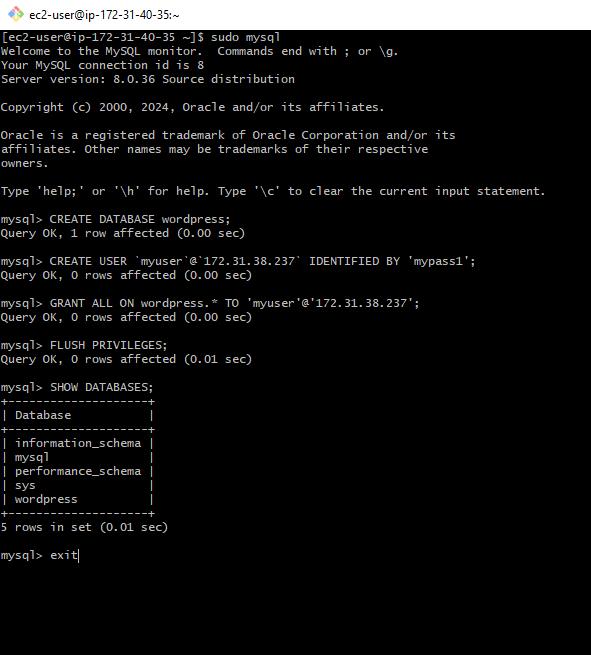 ec2-user@ip-172-31-40-35:~
[ec2-user@ip-172-31-40-35 ~]$ sudo mysql
Welcome to the MySQL monitor.  Commands end with ; or \g.
Your MySQL connection id is 8
Server version: 8.0.36 Source distribution

Copyright (c) 2000, 2024, Oracle and/or its affiliates.

Oracle is a registered trademark of Oracle Corporation and/or its
affiliates. Other names may be trademarks of their respective
owners.

Type 'help;' or '\h' for help. Type '\c' to clear the current input statement.

mysql> CREATE DATABASE wordpress;
Query OK, 1 row affected (0.00 sec)

mysql> CREATE USER `myuser`@`172.31.38.237` IDENTIFIED BY 'mypass1';
Query OK, 0 rows affected (0.00 sec)

mysql> GRANT ALL ON wordpress.* TO 'myuser'@'172.31.38.237';
Query OK, 0 rows affected (0.00 sec)

mysql> FLUSH PRIVILEGES;
Query OK, 0 rows affected (0.01 sec)

mysql> SHOW DATABASES;
+--------------------+
| Database           |
+--------------------+
| information_schema |
| mysql              |
| performance_schema |
| sys                |
| wordpress          |
+--------------------+
5 rows in set (0.01 sec)

mysql> exit